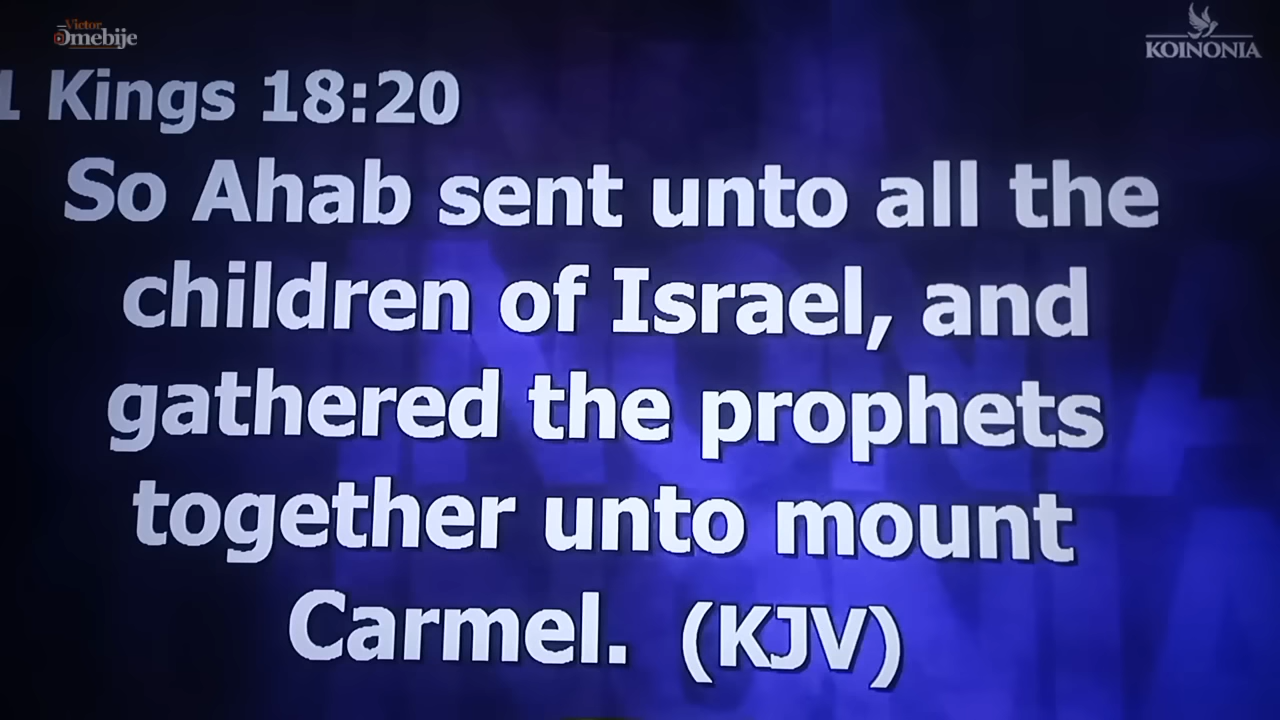 Victor
Omebije
KOINONIA
1 Kings 18:20
So Ahab sent unto all the
children of Israel, and
gathered the prophets
together unto mount
Carmel. (KJV)